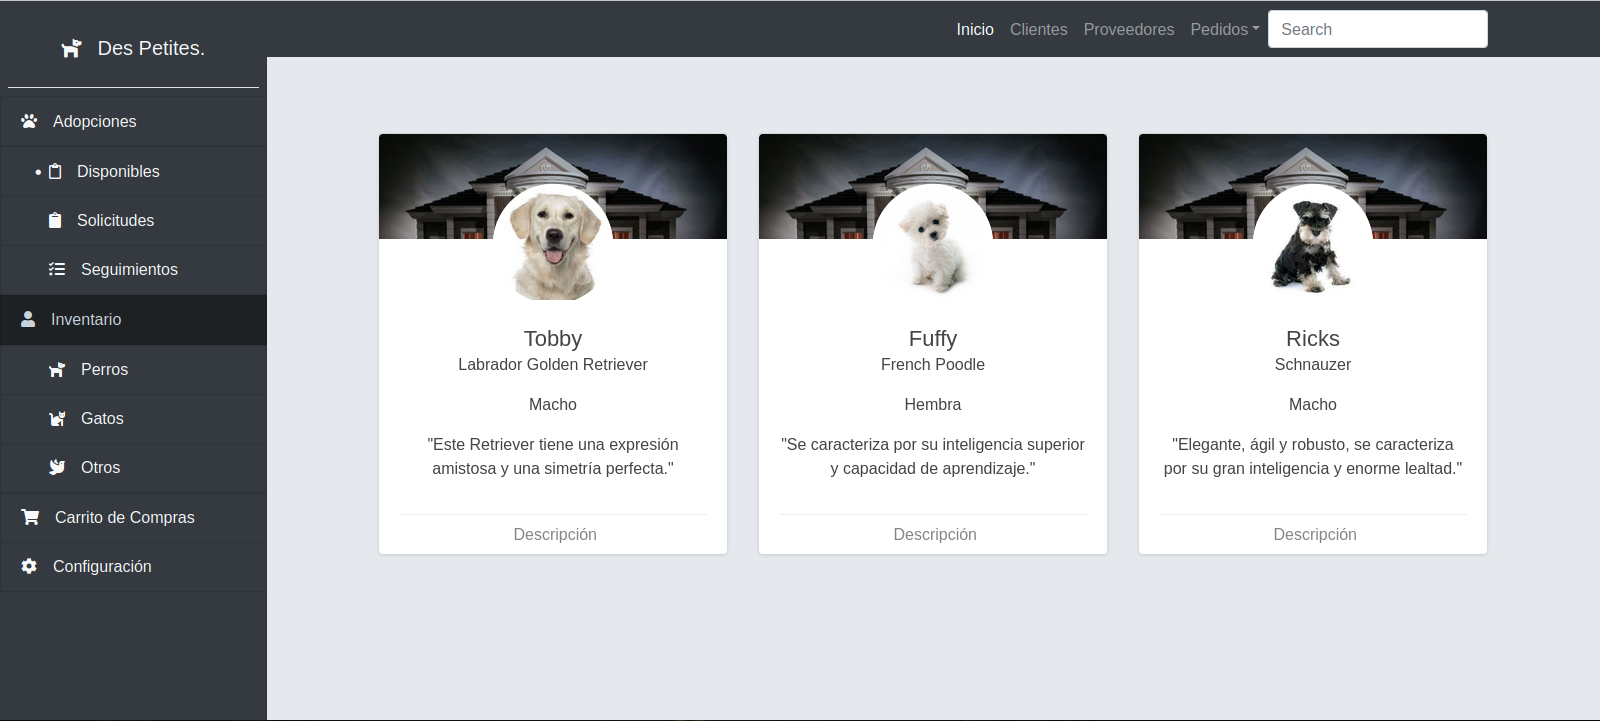 Des Petites.
Inicio Clientes Proveedores Pedidos Search
Adopciones
Disponibles
Solicitudes
Seguimientos
Inventario
Perros
Gatos
Otros
Carrito de Compras
Configuración
Tobby
Labrador Golden Retriever
Macho
"Este Retriever tiene una expresión
amistosa y una simetría perfecta."
Descripción
Fuffy
French Poodle
Hembra
"Se caracteriza por su inteligencia superior
y capacidad de aprendizaje."
Descripción
Ricks
Schnauzer
Macho
"Elegante, ágil y robusto, se caracteriza
por su gran inteligencia y enorme lealtad."
Descripción